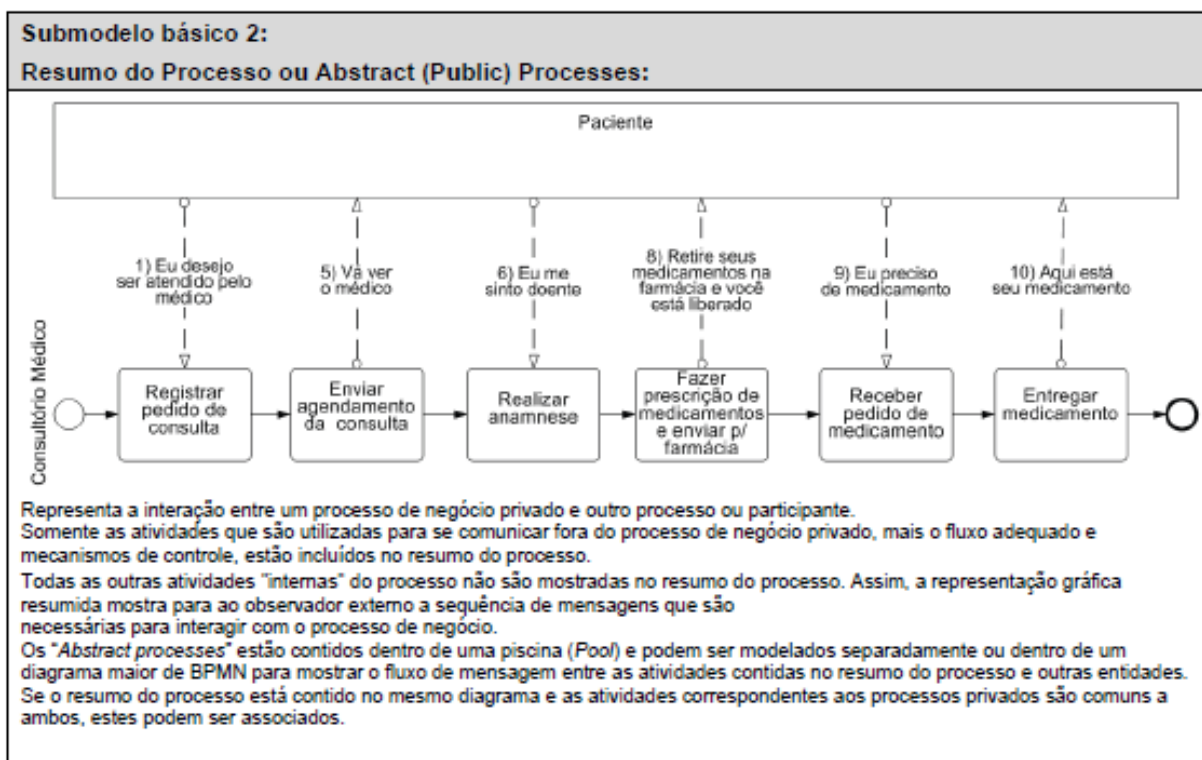 Submodelo básico 2:
Resumo do Processo ou Abstract (Public) Processes:
Paciente
1) Eu desejo
ser atendido pelo
médico
5) Vá ver
o médico
6) Eu me
sinto doente
8) Retire seus
medicamentos na
farmácia e você
está liberado
9) Eu preciso
de medicamento
10) Aqui está
seu medicamento
Consultório Médico
Registrar
pedido de
consulta
Enviar
agendamento
da consulta
Realizar
anamnese
Fazer
prescrição de
medicamentos
e enviar p/
farmácia
Receber
pedido de
medicamento
Entregar
medicamento
Representa a interação entre um processo de negócio privado e outro processo ou participante.
Somente as atividades que são utilizadas para se comunicar fora do processo de negócio privado, mais o fluxo adequado e
mecanismos de controle, estão incluídos no resumo do processo.
Todas as outras atividades "internas" do processo não são mostradas no resumo do processo. Assim, a representação gráfica
resumida mostra para ao observador externo a sequência de mensagens que são
necessárias para interagir com o processo de negócio.
Os "Abstract processes" estão contidos dentro de uma piscina (Pool) e podem ser modelados separadamente ou dentro de um
diagrama maior de BPMN para mostrar o fluxo de mensagem entre as atividades contidas no resumo do processo e outras entidades.
Se o resumo do processo está contido no mesmo diagrama e as atividades correspondentes aos processos privados são comuns a
ambos, estes podem ser associados.